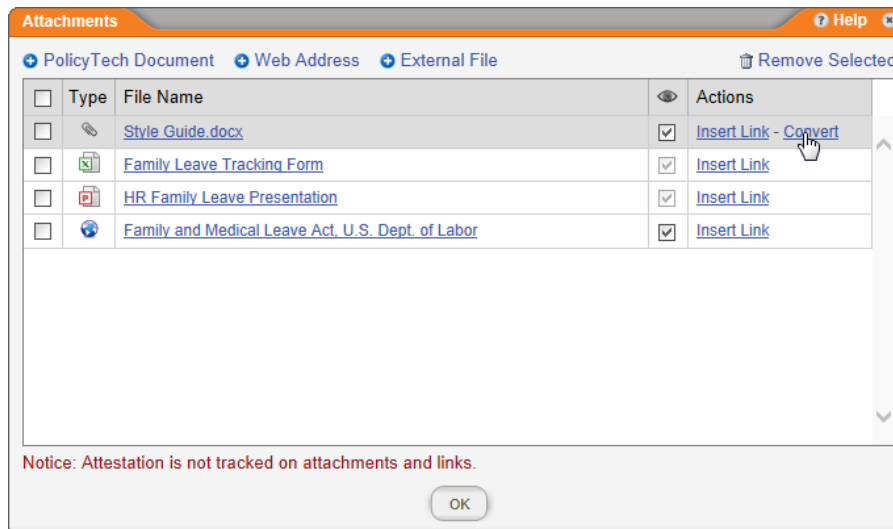 Attachments Help
PolicyTech Document Web Address External File Remove Selected
Type File Name Actions
Style Guide.docx Insert Link - Convert
Family Leave Tracking Form Insert Link
HR Family Leave Presentation Insert Link
Family and Medical Leave Act, U.S. Dept. of Labor Insert Link
Notice: Attestation is not tracked on attachments and links.
OK